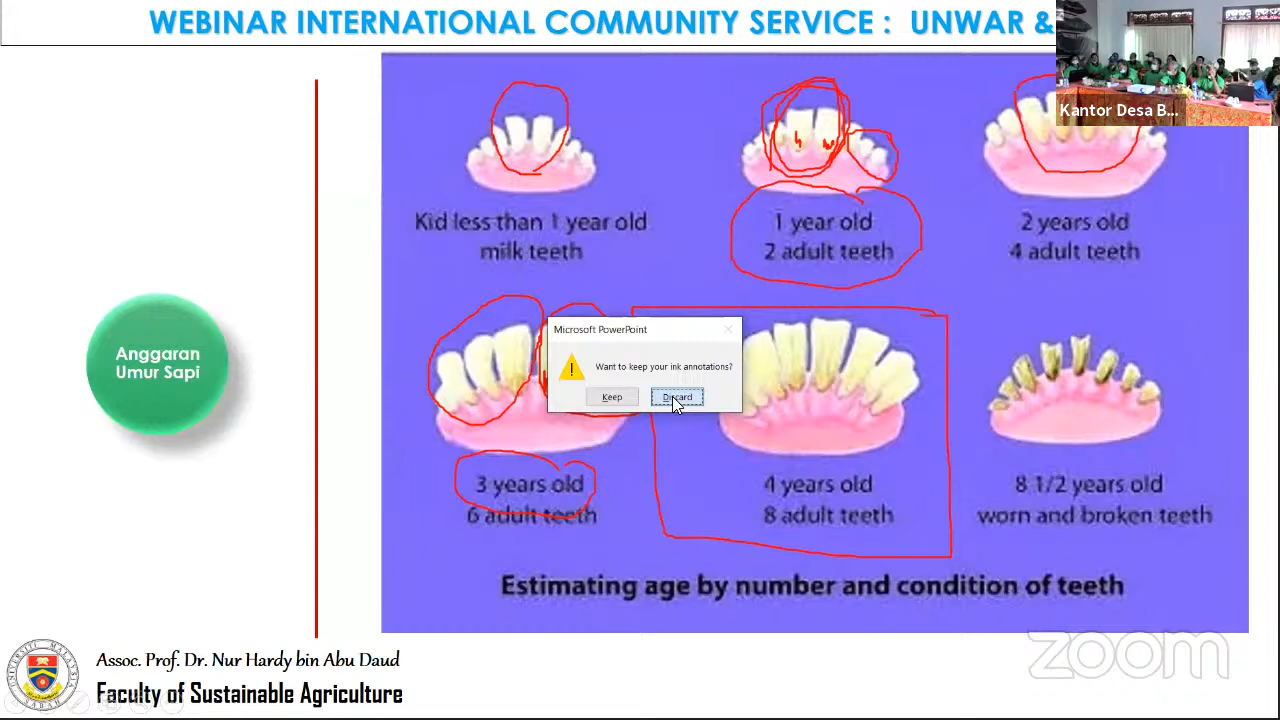 WEBINAR INTERNATIONAL COMMUNITY SERVICE : UNWAR &
Kantor Desa B...
Kid less than 1 year old
milk teeth
1 year old
2 adult teeth
2 years old
4 adult teeth
Anggaran
Umur Sapi
Microsoft PowerPoint
Want to keep your ink annotations?
Keep
Discard
3 years old
6 adult teeth
4 years old
8 adult teeth
8 1/2 years old
worn and broken teeth
Estimating age by number and condition of teeth
zoom
Assoc. Prof. Dr. Nur Hardy bin Abu Daud
Faculty of Sustainable Agriculture